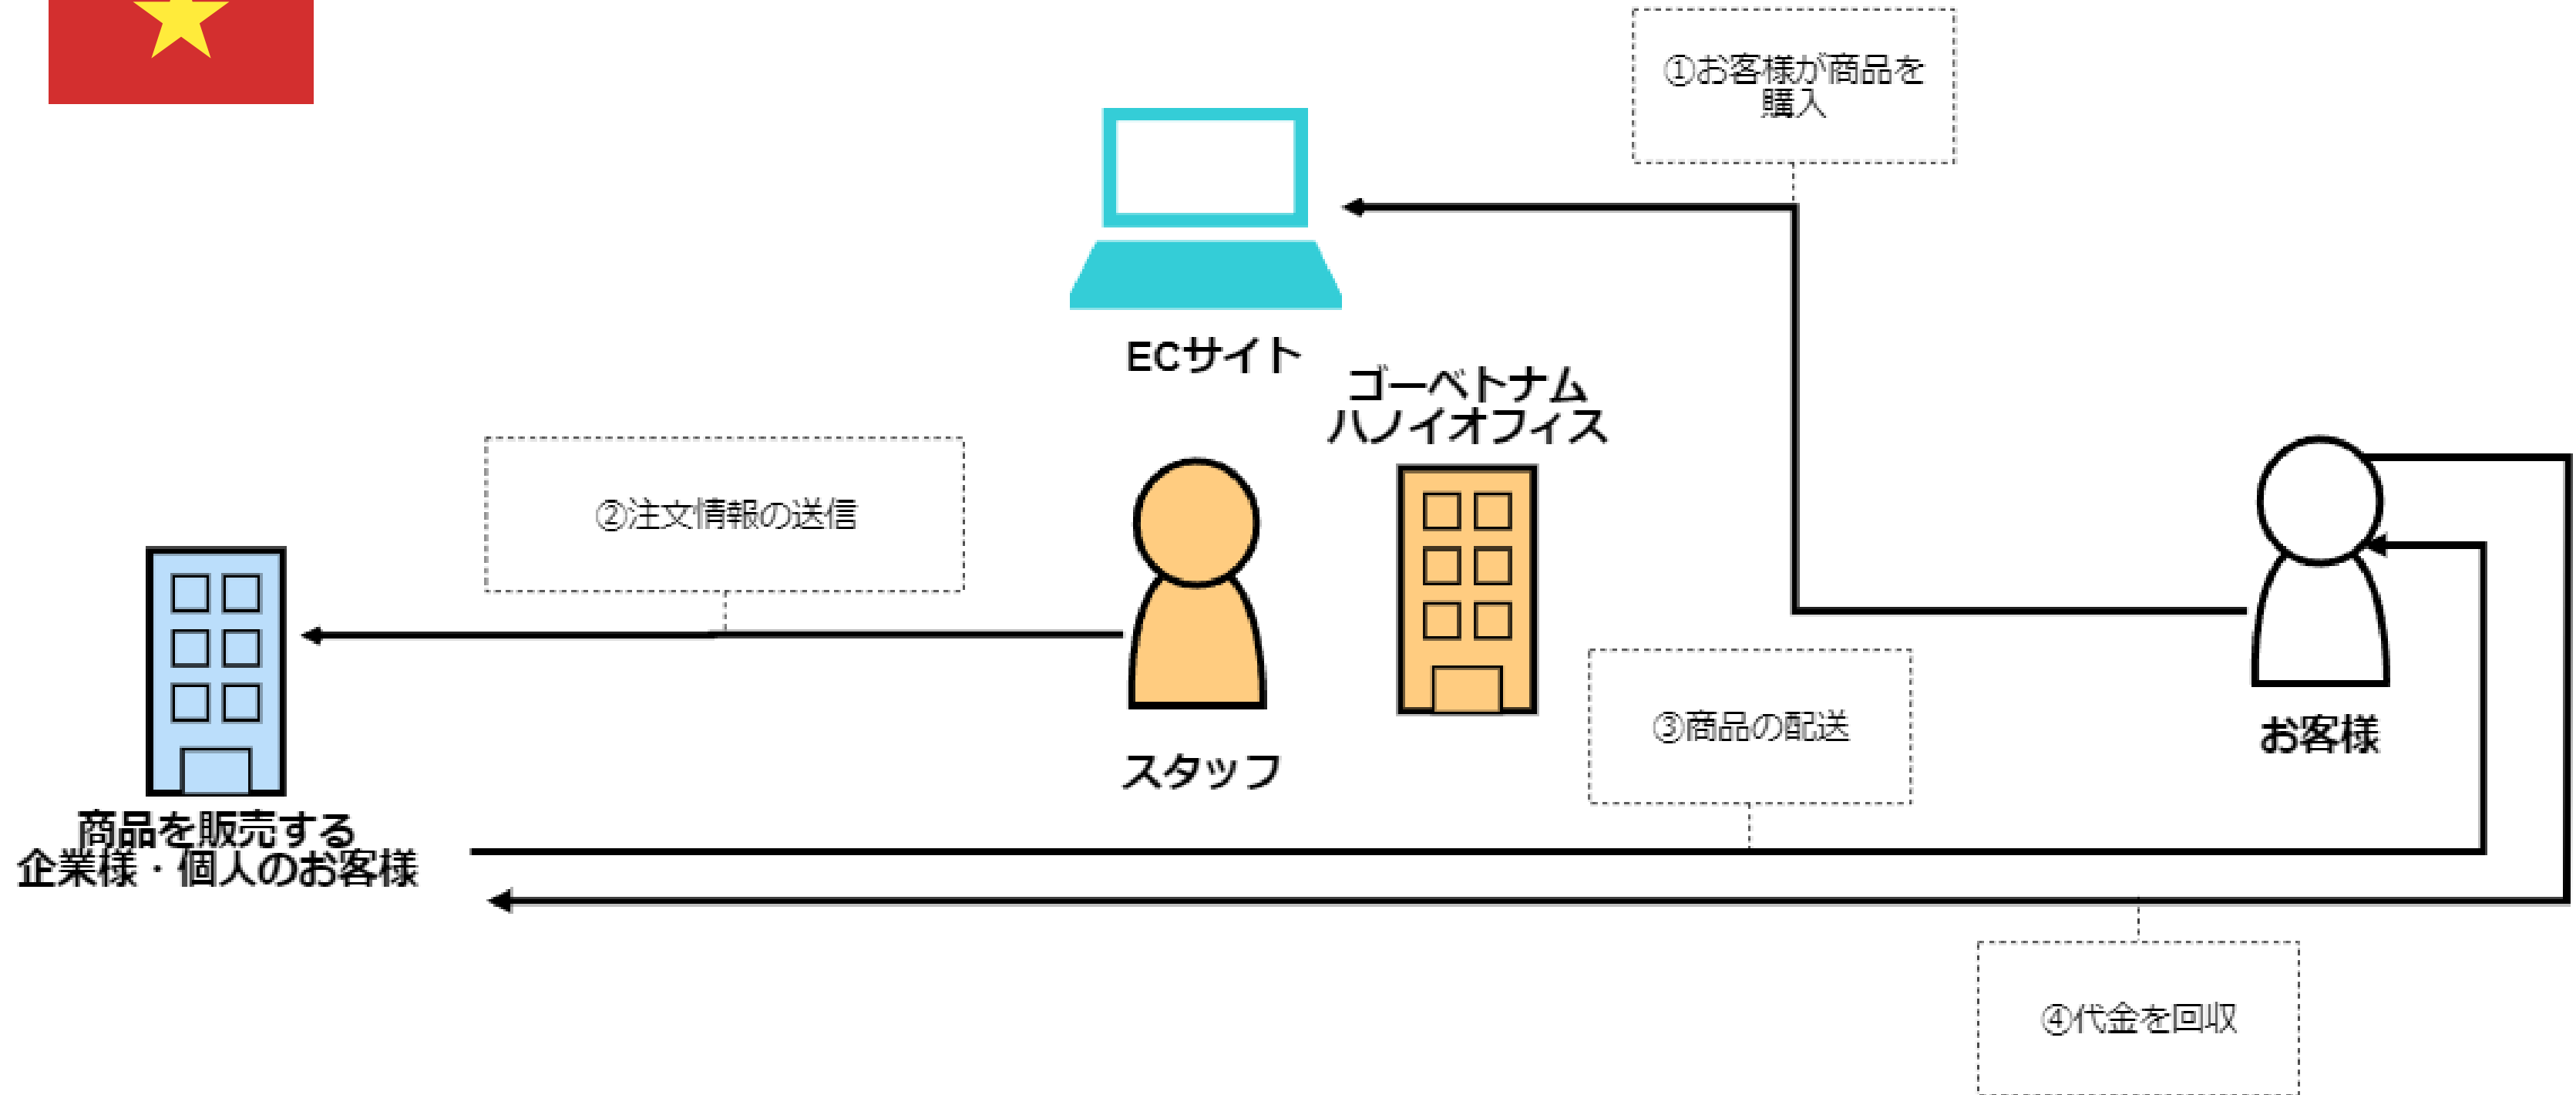 ①お客様が商品を
購入
ECサイト
ゴーベトナム
ハノイオフィス
②注文情報の送信
③商品の配送
お客様
スタッフ
商品を販売する
企業様・個人のお客様
④代金を回収